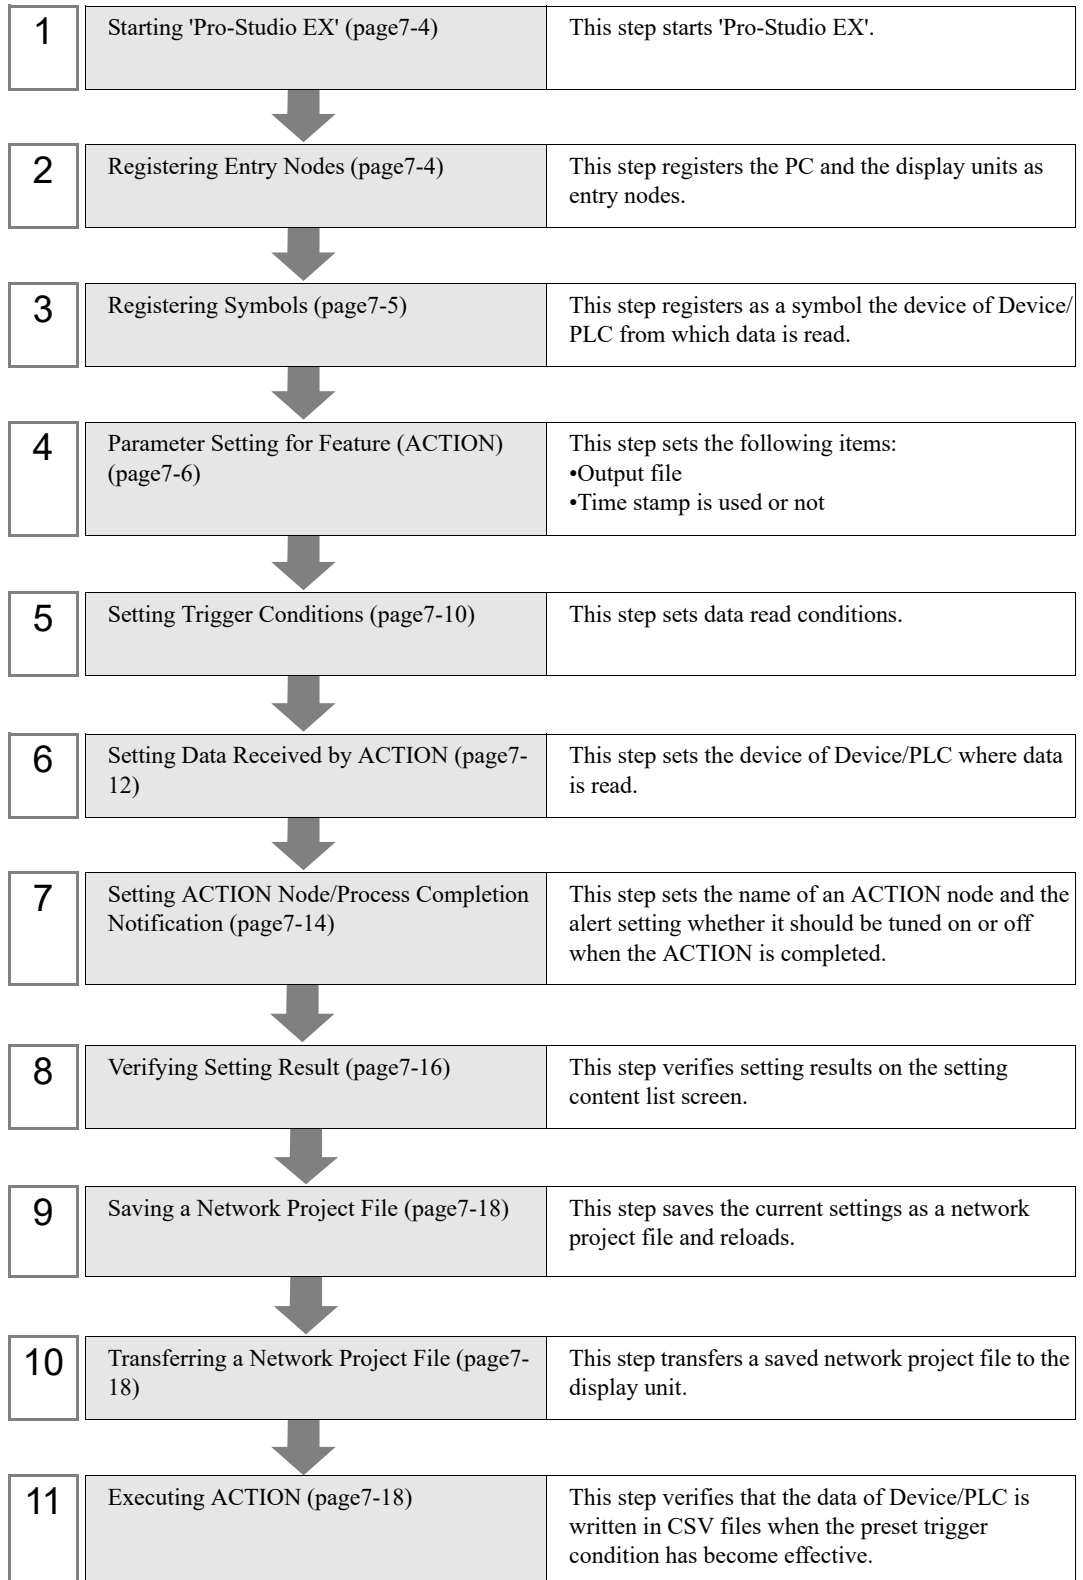 1
Starting 'Pro-Studio EX' (page7-4)
This step starts 'Pro-Studio EX'.
2
Registering Entry Nodes (page7-4)
This step registers the PC and the display units as
entry nodes.
3
Registering Symbols (page7-5)
This step registers as a symbol the device of Device/
PLC from which data is read.
4
Parameter Setting for Feature (ACTION)
(page7-6)
This step sets the following items:
•Output file
•Time stamp is used or not
5
Setting Trigger Conditions (page7-10)
This step sets data read conditions.
6
Setting Data Received by ACTION (page7-
12)
This step sets the device of Device/PLC where data
is read.
7
Setting ACTION Node/Process Completion
Notification (page7-14)
This step sets the name of an ACTION node and the
alert setting whether it should be tuned on or off
when the ACTION is completed.
8
Verifying Setting Result (page7-16)
This step verifies setting results on the setting
content list screen.
9
Saving a Network Project File (page7-18)
This step saves the current settings as a network
project file and reloads.
10
Transferring a Network Project File (page7-
18)
This step transfers a saved network project file to the
display unit.
11
Executing ACTION (page7-18)
This step verifies that the data of Device/PLC is
written in CSV files when the preset trigger
condition has become effective.